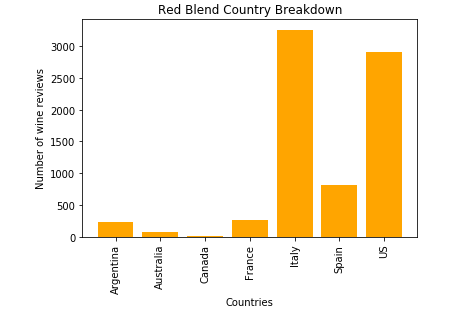 Red Blend Country Breakdown
Number of wine reviews
3000
2500
2000
1500
1000
500
0
Argentina
Australia
Canada
France
Italy
Spain
US
Countries